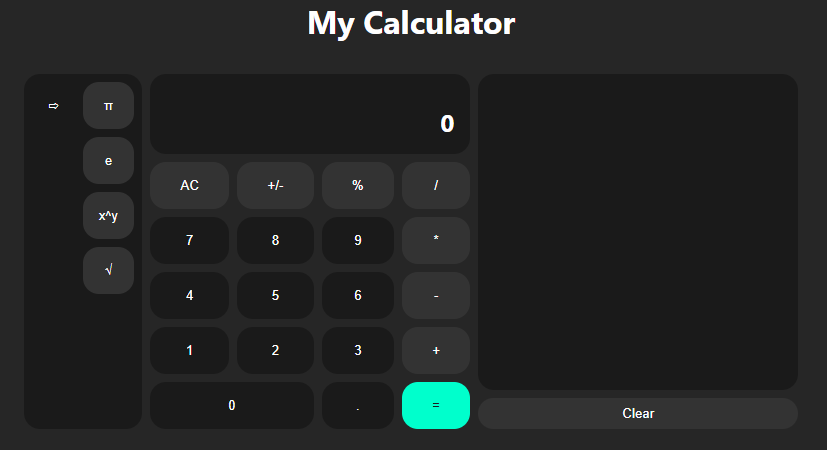 My Calculator
⇨ π
e
x^y
√
0
AC +/- % /
7 8 9 *
4 5 6 -
1 2 3 +
0 . =
Clear